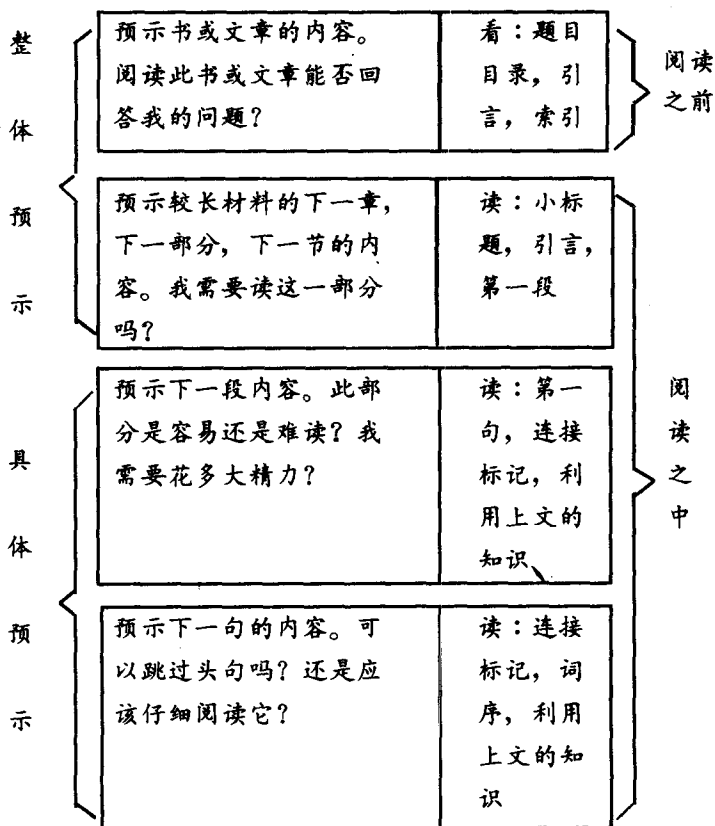 整体预示
预示书或文章的内容。
阅读此书或文章能否回
答我的问题？
看：题目
目录，引
言，索引
阅读
之前
预示较长材料的下一章，
下一部分，下一节的内
容。我需要读这一部分
吗？
读：小标
题，引言，
第一段
具体预示
预示下一段内容。此部
分是容易还是难读？我
需要花多大精力？
读：第一
句，连接
标记，利
用上文的
知识、
阅读之中
预示下一句的内容。可
以跳过头句吗？还是应
该仔细阅读它？
读：连接
标记，词
序，利用
上文的知
识